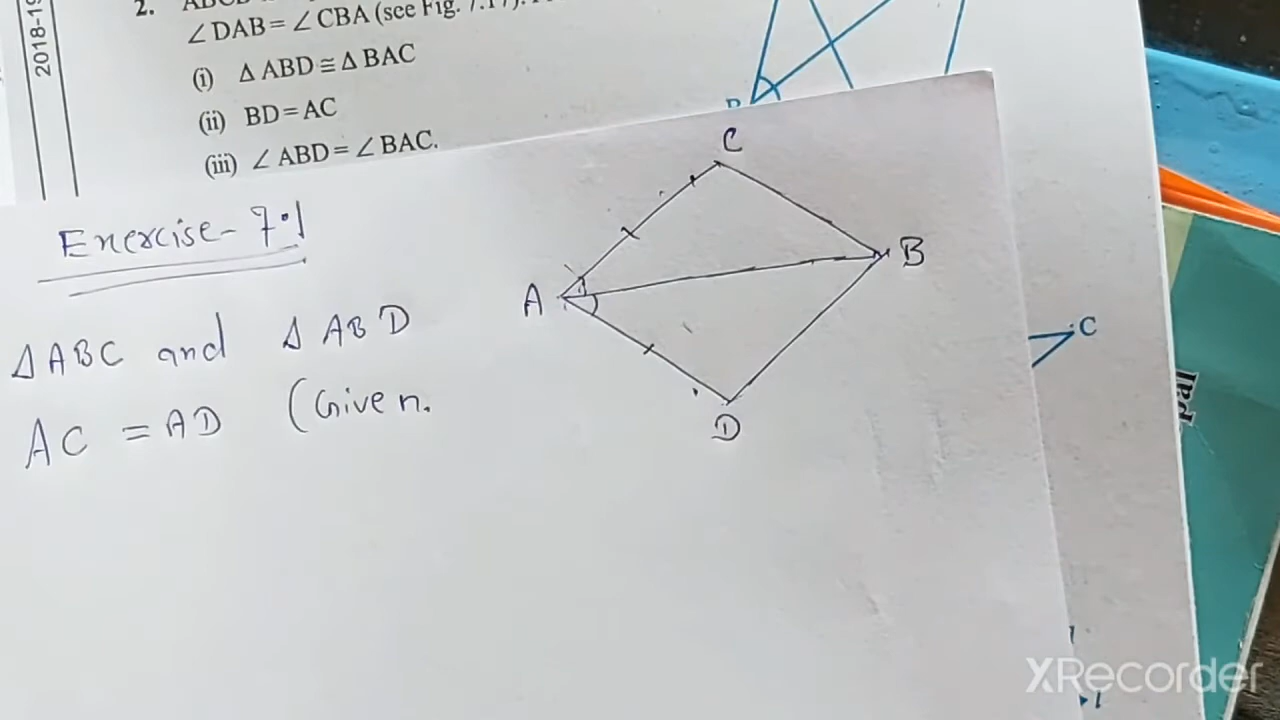 2018-19
2.
∠DAB = ∠CBA (see Fig. 7.17).
(i) Δ ABD ≅ Δ BAC
(ii) BD = AC
(iii) ∠ABD = ∠BAC.
Exercise - 7.1
Δ ABC and Δ ABD
AC = AD (Given.
C
B
A
D
C
XRecorder